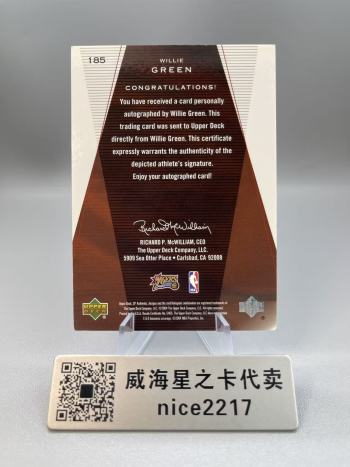 185
WILLIE
GREEN
CONGRATULATIONS!
You have received a card personally
autographed by Willie Green. This
trading card was sent to Upper Deck
directly from Willie Green. This certificate
expressly warrants the authenticity of the
depicted athlete's signature.
Enjoy your autographed card!
Richard McWilliam
RICHARD P. McWILLIAM, CEO
The Upper Deck Company, LLC.
5909 Sea Otter Place • Carlsbad, CA 92008
威海星之卡代卖
nice2217